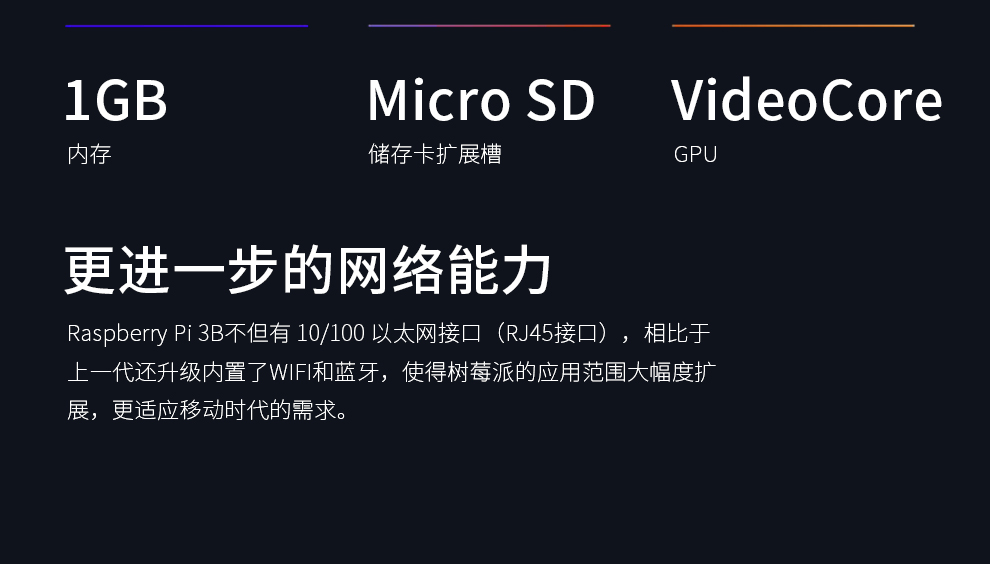 1GB
Micro SD
VideoCore
内存
储存卡扩展槽
GPU
更进一步的网络能力
Raspberry Pi 3B不但有 10/100 以太网接口（RJ45接口），相比于
上一代还升级内置了WIFI和蓝牙，使得树莓派的应用范围大幅度扩
展，更适应移动时代的需求。